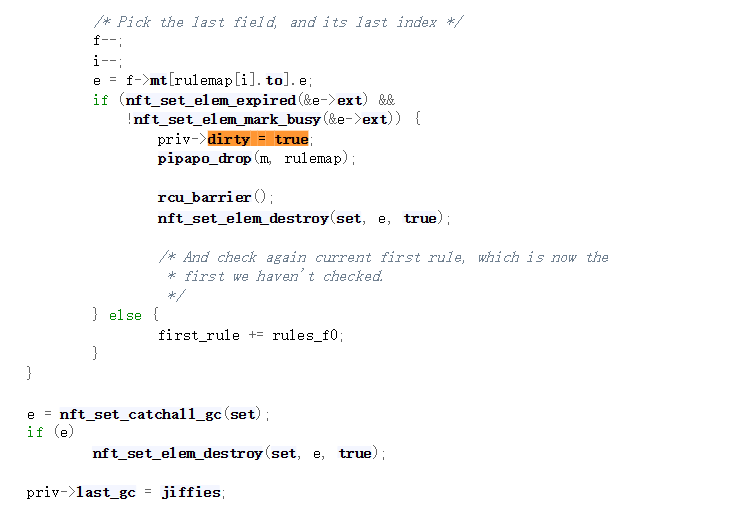 /* Pick the last field, and its last index */
f--;
i--;
e = f->mt[rulemap[i].to].e;
if (nft_set_elem_expired(&e->ext) &&
!nft_set_elem_mark_busy(&e->ext)) {
priv->dirty = true;
pipapo_drop(m, rulemap);
rcu_barrier();
nft_set_elem_destroy(set, e, true);
/* And check again current first rule, which is now the
* first we haven't checked.
*/
} else {
first_rule += rules_f0;
}
}
e = nft_set_catchall_gc(set);
if (e)
nft_set_elem_destroy(set, e, true);
priv->last_gc = jiffies;